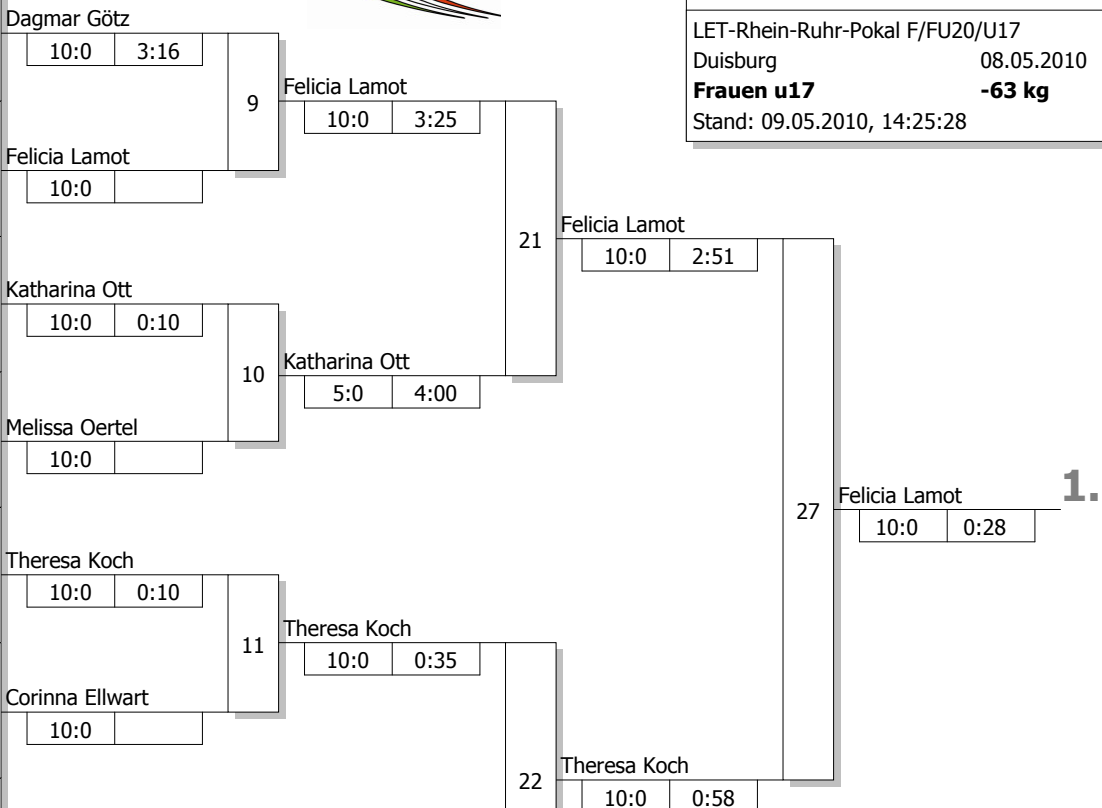 LET-Rhein-Ruhr-Pokal F/FU20/U17
Duisburg 08.05.2010
Frauen u17 -63 kg
Stand: 09.05.2010, 14:25:28
Dagmar Götz
10:0 3:16
9
Felicia Lamot
10:0 3:25
Felicia Lamot
10:0
21
Felicia Lamot
10:0 2:51
Katharina Ott
10:0 0:10
10
Katharina Ott
5:0 4:00
Melissa Oertel
10:0
27
Felicia Lamot 1.
10:0 0:28
Theresa Koch
10:0 0:10
11
Theresa Koch
10:0 0:35
Corinna Ellwart
10:0
22
Theresa Koch
10:0 0:58